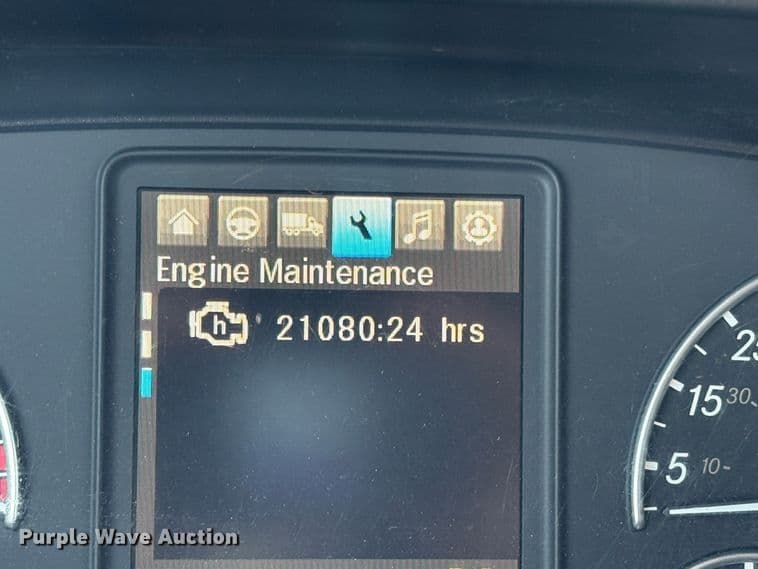 Engine Maintenance
h 21080:24 hrs
25
15 30
5 10
Purple Wave Auction